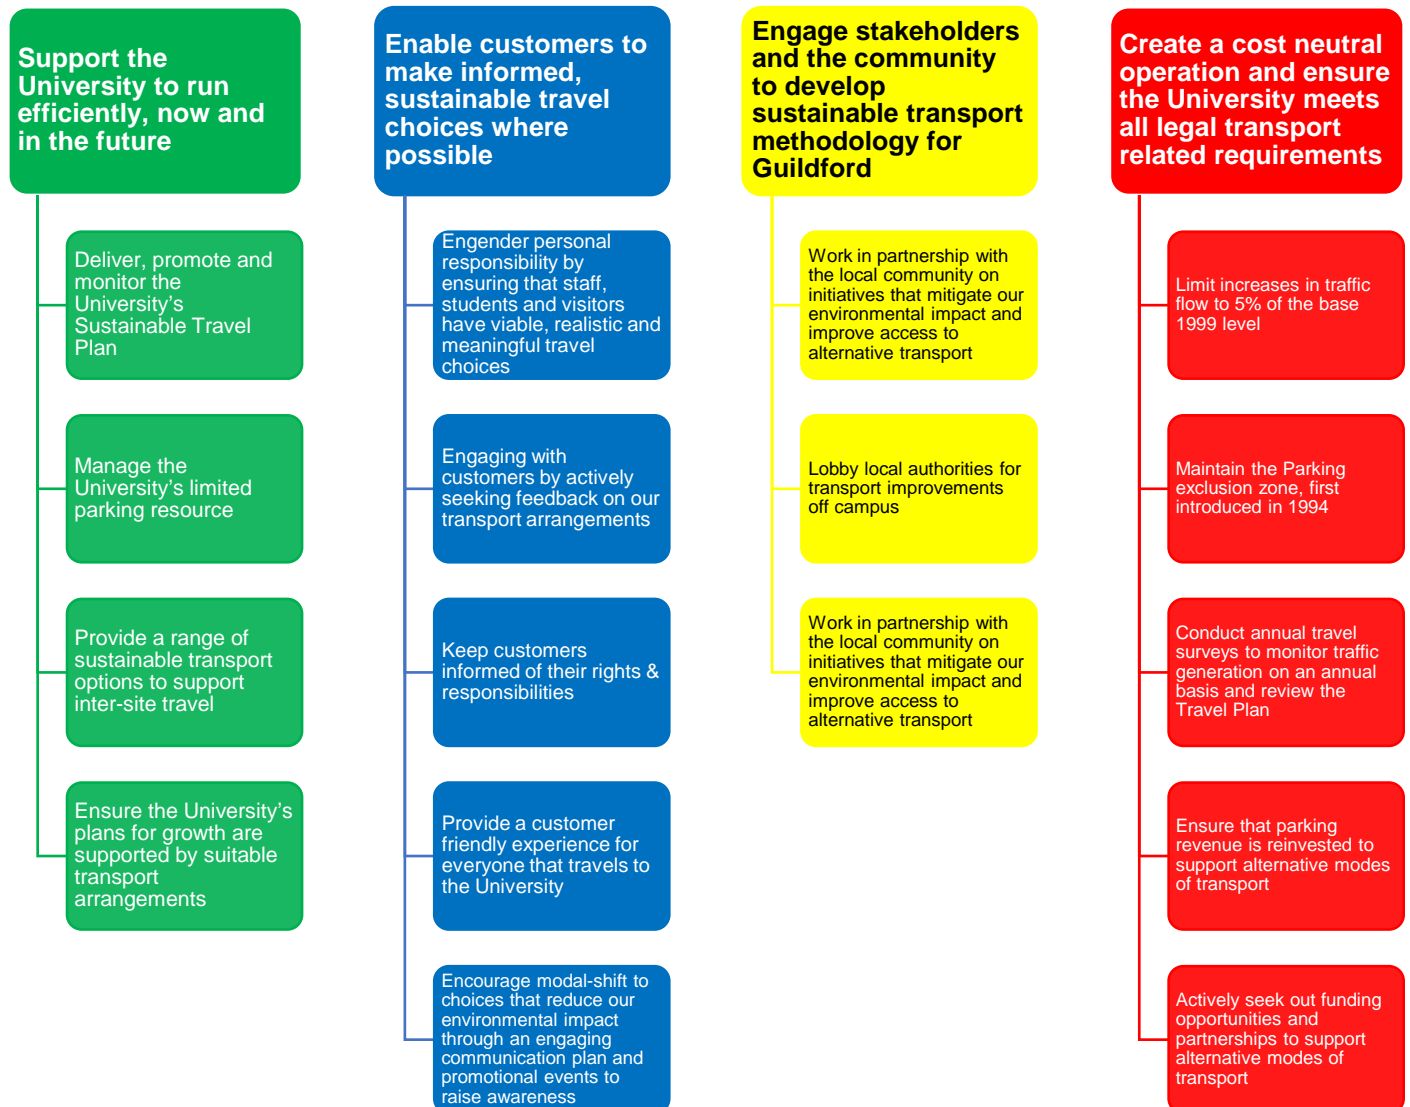 Support the
University to run
efficiently, now and
in the future
Deliver, promote and
monitor the
University's
Sustainable Travel
Plan
Manage the
University's limited
parking resource
Provide a range of
sustainable transport
options to support
inter-site travel
Ensure the University's
plans for growth are
supported by suitable
transport
arrangements
Enable customers to
make informed,
sustainable travel
choices where
possible
Engender personal
responsibility by
ensuring that staff,
students and visitors
have viable, realistic and
meaningful travel
choices
Engaging with
customers by actively
seeking feedback on our
transport arrangements
Keep customers
informed of their rights &
responsibilities
Provide a customer
friendly experience for
everyone that travels to
the University
Encourage modal-shift to
choices that reduce our
environmental impact
through an engaging
communication plan and
promotional events to
raise awareness
Engage stakeholders
and the community
to develop
sustainable transport
methodology for
Guildford
Work in partnership with
the local community on
initiatives that mitigate our
environmental impact and
improve access to
alternative transport
Lobby local authorities for
transport improvements
off campus
Work in partnership with
the local community on
initiatives that mitigate our
environmental impact and
improve access to
alternative transport
Create a cost neutral
operation and ensure
the University meets
all legal transport
related requirements
Limit increases in traffic
flow to 5% of the base
1999 level
Maintain the Parking
exclusion zone, first
introduced in 1994
Conduct annual travel
surveys to monitor traffic
generation on an annual
basis and review the
Travel Plan
Ensure that parking
revenue is reinvested to
support alternative modes
of transport
Actively seek out funding
opportunities and
partnerships to support
alternative modes of
transport